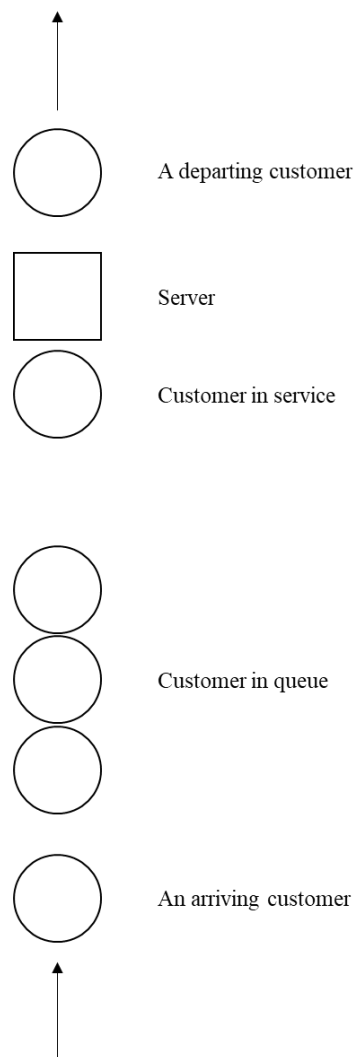 A departing customer
Server
Customer in service
Customer in queue
An arriving customer